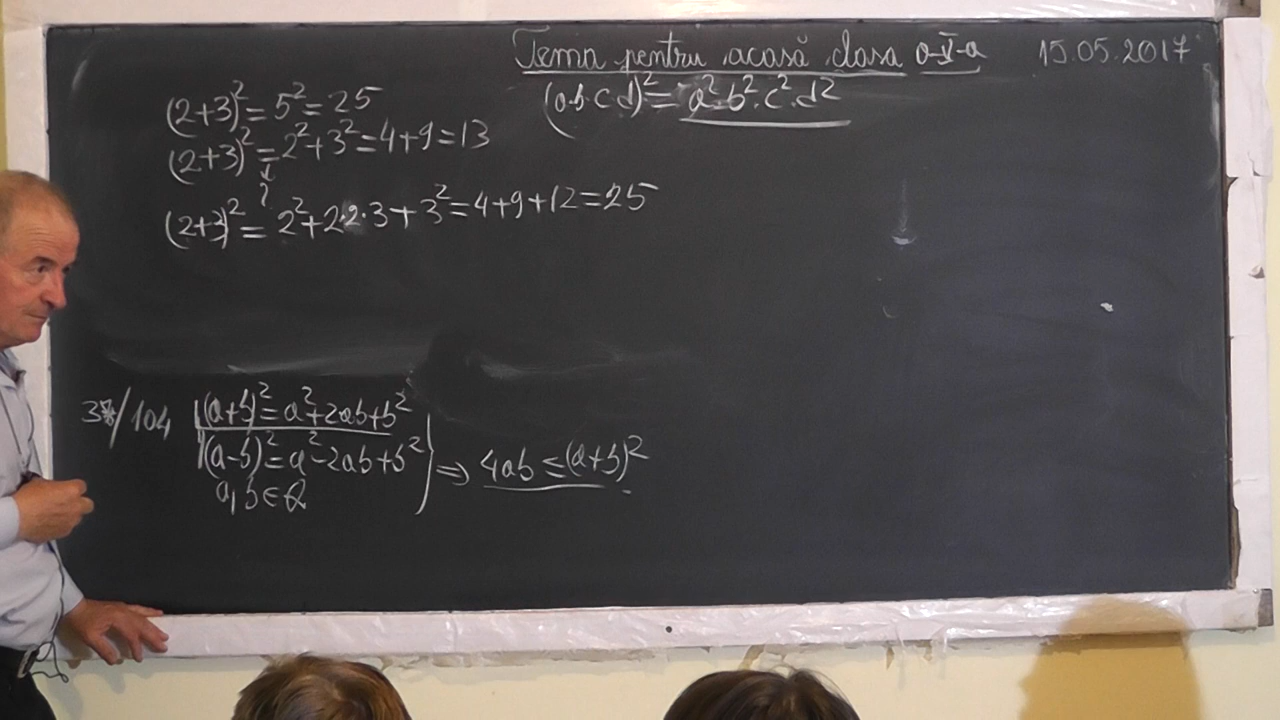 Tema pentru acasă clasa a-V-a 15.05.2017
(a·b·c·d)² = a²·b²·c²·d²
(2+3)² = 5² = 25
(2+3)² = 2²+3² = 4+9 = 13
↓
?
(2+3)² = 2²+2·2·3+3² = 4+9+12 = 25
/104 (a+b)² = a²+2ab+b²
(a-b)² = a²-2ab+b² ⇒ 4ab ≤ (a+b)²
a, b ∈ Q